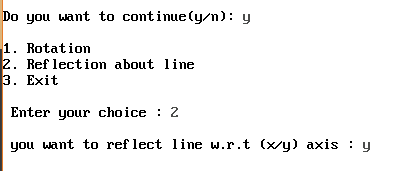 Do you want to continue(y/n): y
1. Rotation
2. Reflection about line
3. Exit
Enter your choice : 2
you want to reflect line w.r.t (x/y) axis : y